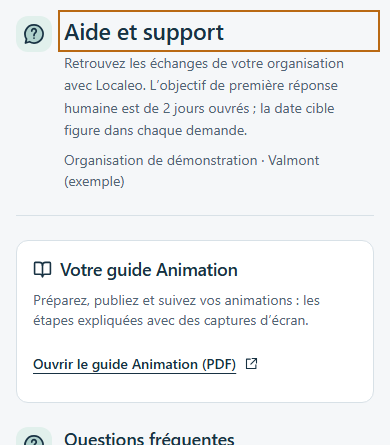 Aide et support
Retrouvez les échanges de votre organisation
avec Localeo. L’objectif de première réponse
humaine est de 2 jours ouvrés ; la date cible
figure dans chaque demande.
Organisation de démonstration · Valmont
(exemple)
Votre guide Animation
Préparez, publiez et suivez vos animations : les
étapes expliquées avec des captures d’écran.
Ouvrir le guide Animation (PDF)
Questions fréquentes